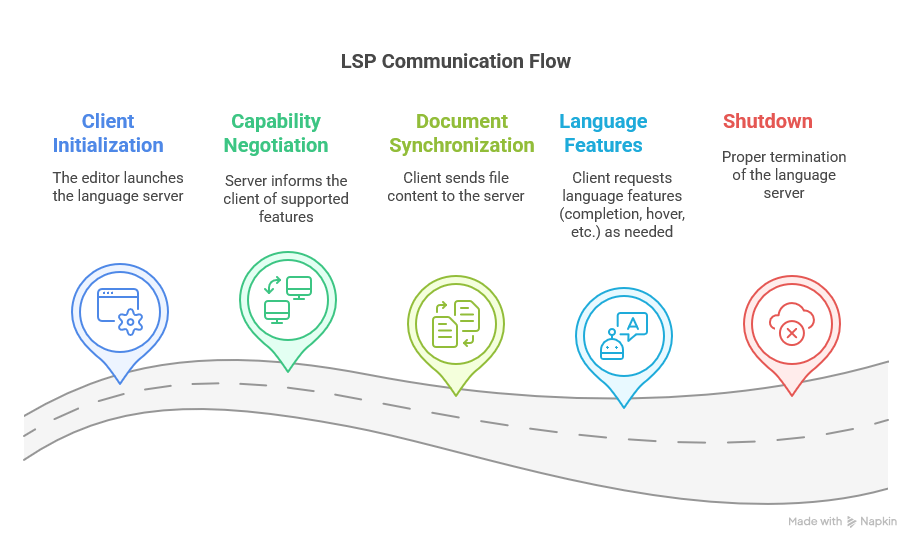 LSP Communication Flow
Client
Initialization
The editor launches
the language server
Capability
Negotiation
Server informs the
client of supported
features
Document
Synchronization
Client sends file
content to the server
Language
Features
Client requests
language features
(completion, hover,
etc.) as needed
Shutdown
Proper termination
of the language
server
A
Made with Napkin